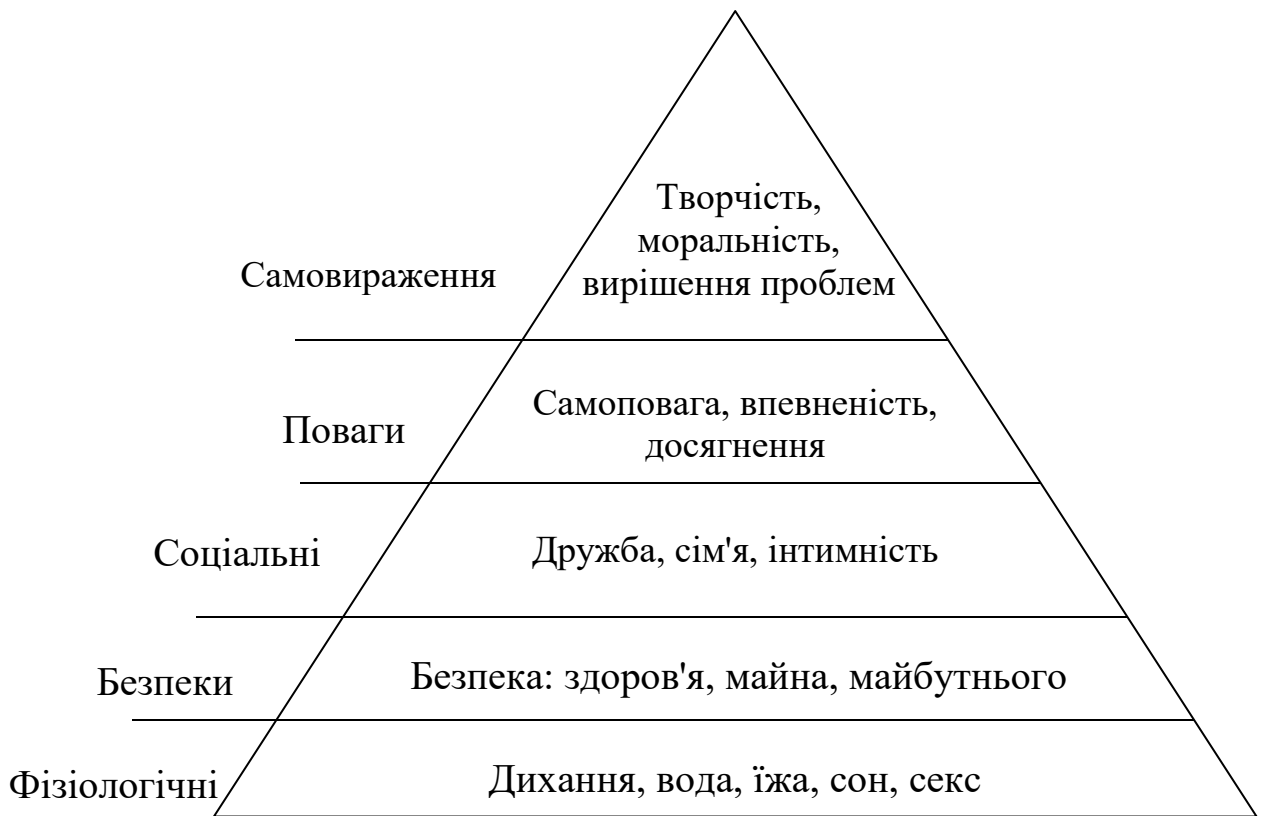 Творчість,
моральність,
вирішення проблем
Самовираження
Самоповага, впевненість,
досягнення
Поваги
Соціальні
Дружба, сім'я, інтимність
Безпеки
Безпека: здоров'я, майна, майбутнього
Фізіологічні
Дихання, вода, їжа, сон, секс